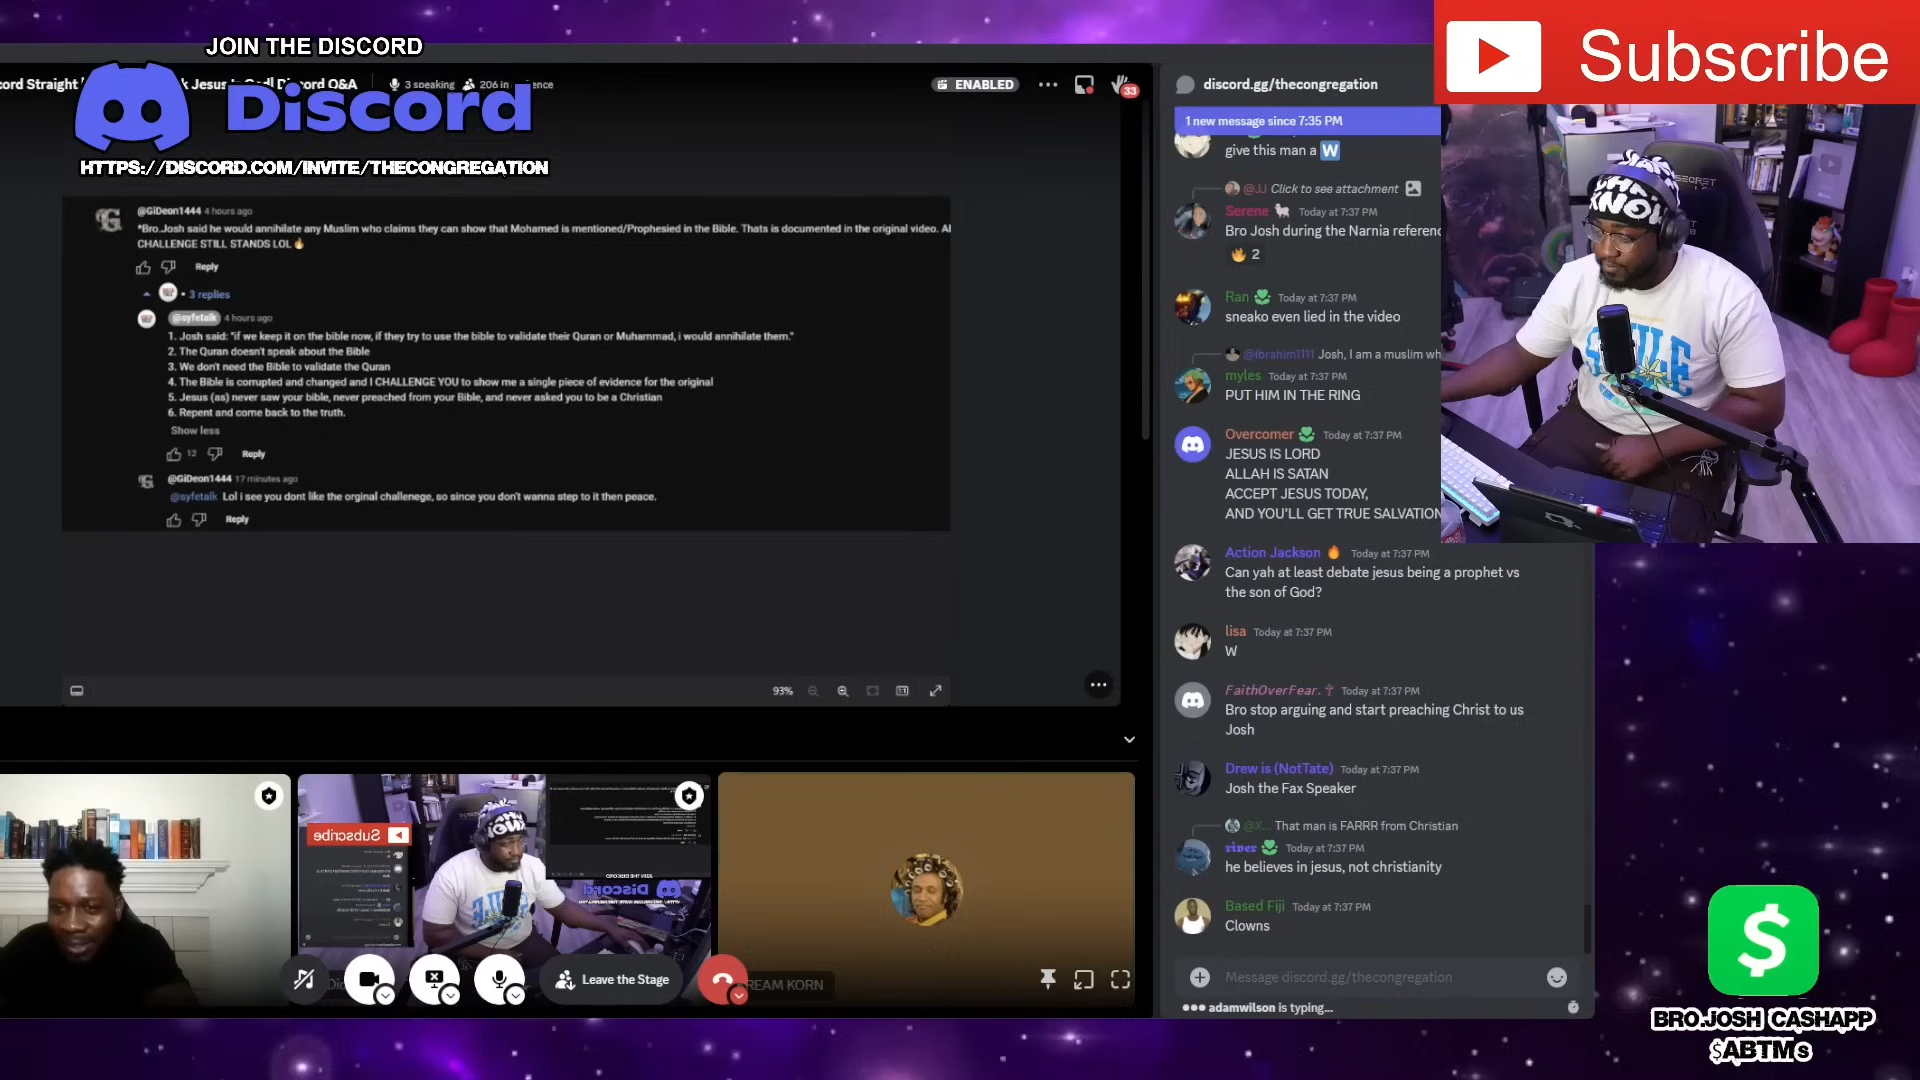 JOIN THE DISCORD
Discord
HTTPS://DISCORD.COM/INVITE/THECONGREGATION
cord Straight
k Jesus
God| Discord Q&A
3 speaking
206 in
ence
ENABLED
33
@GiDeon1444 4 hours ago
*Bro.Josh said he would annihilate any Muslim who claims they can show that Mohamed is mentioned/Prophesied in the Bible. Thats is documented in the original video. Al
CHALLENGE STILL STANDS LOL🔥
Reply
3 replies
@syfetalk 4 hours ago
1. Josh said: "if we keep it on the bible now, if they try to use the bible to validate their Quran or Muhammad, i would annihilate them."
2. The Quran doesn't speak about the Bible
3. We don't need the Bible to validate the Quran
4. The Bible is corrupted and changed and I CHALLENGE YOU to show me a single piece of evidence for the original
5. Jesus (as) never saw your bible, never preached from your Bible, and never asked you to be a Christian
6. Repent and come back to the truth.
Show less
12 Reply
@GiDeon1444 17 minutes ago
@syfetalk Lol i see you dont like the orginal challenege, so since you don't wanna step to it then peace.
Reply
93%
Leave the Stage
REAM KORN
discord.gg/thecongregation
1 new message since 7:35 PM
give this man a W
@JJ Click to see attachment
Serene Today at 7:37 PM
Bro Josh during the Narnia referenc
🔥 2
Ran Today at 7:37 PM
sneako even lied in the video
@Ibrahim1111 Josh, I am a muslim wh
myles Today at 7:37 PM
PUT HIM IN THE RING
Overcomer Today at 7:37 PM
JESUS IS LORD
ALLAH IS SATAN
ACCEPT JESUS TODAY,
AND YOU'LL GET TRUE SALVATION
Action Jackson 🔥 Today at 7:37 PM
Can yah at least debate jesus being a prophet vs
the son of God?
lisa Today at 7:37 PM
W
FaithOverFear.✝ Today at 7:37 PM
Bro stop arguing and start preaching Christ to us
Josh
Drew is (NotTate) Today at 7:37 PM
Josh the Fax Speaker
@X... That man is FARRR from Christian
river Today at 7:37 PM
he believes in jesus, not christianity
Based Fiji Today at 7:37 PM
Clowns
Message discord.gg/thecongregation
adamwilson is typing...
Subscribe
SECRET
Subscribe
Discord
$
BRO.JOSH CASHAPP
$ABTMs